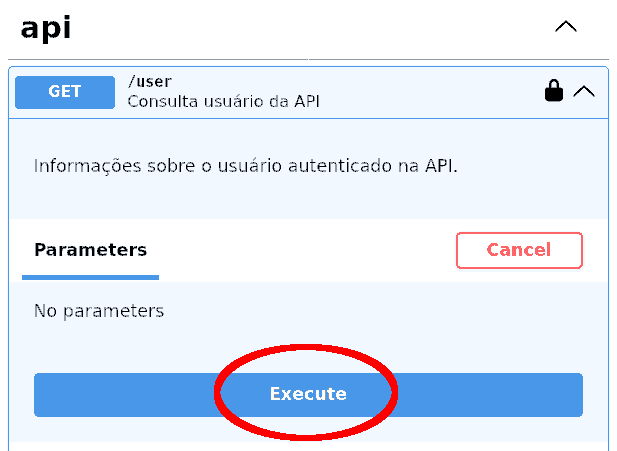 api
GET
/user
Consulta usuário da API
Informações sobre o usuário autenticado na API.
Parameters
Cancel
No parameters
Execute